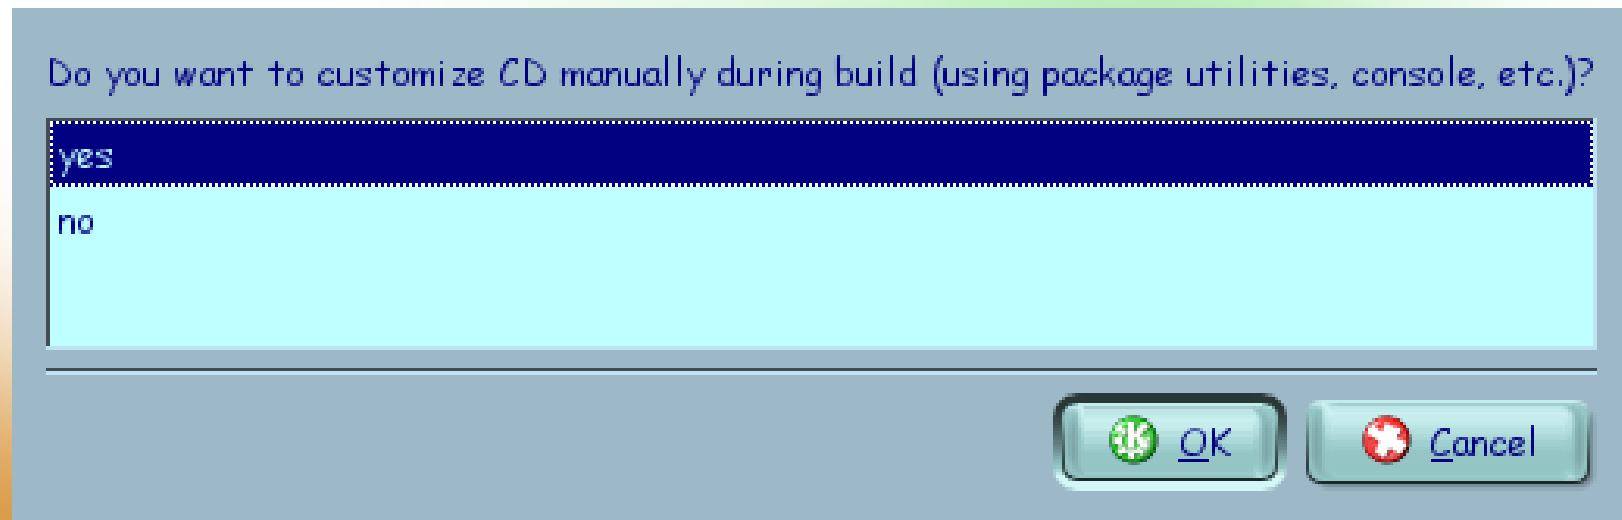 Do you want to customize CD manually during build (using package utilities, console, etc.)?
yes
no
OK Cancel